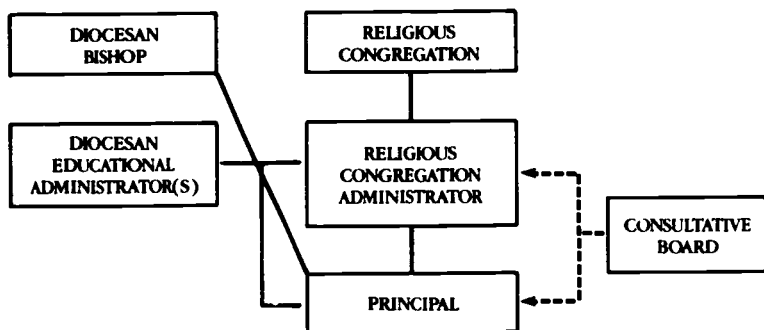 DIOCESAN
BISHOP
RELIGIOUS
CONGREGATION
DIOCESAN
EDUCATIONAL
ADMINISTRATOR(S)
RELIGIOUS
CONGREGATION
ADMINISTRATOR
CONSULTATIVE
BOARD
PRINCIPAL